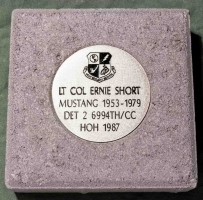 LT COL ERNIE SHORT
MUSTANG 1953-1979
DET 2 6994TH/CC
HOH 1987